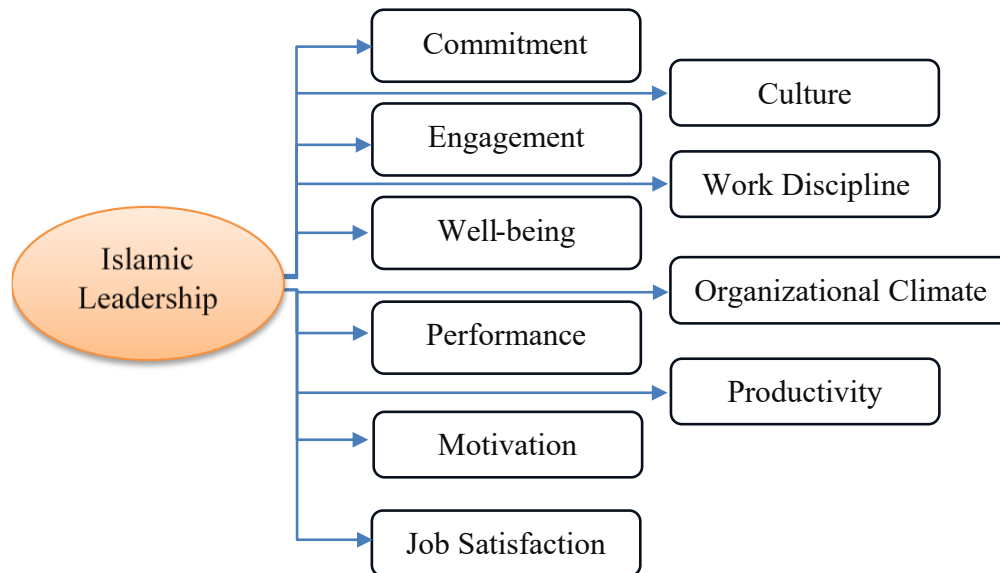 Commitment
Culture
Engagement
Work Discipline
Well-being
Islamic
Leadership
Organizational Climate
Performance
Productivity
Motivation
Job Satisfaction